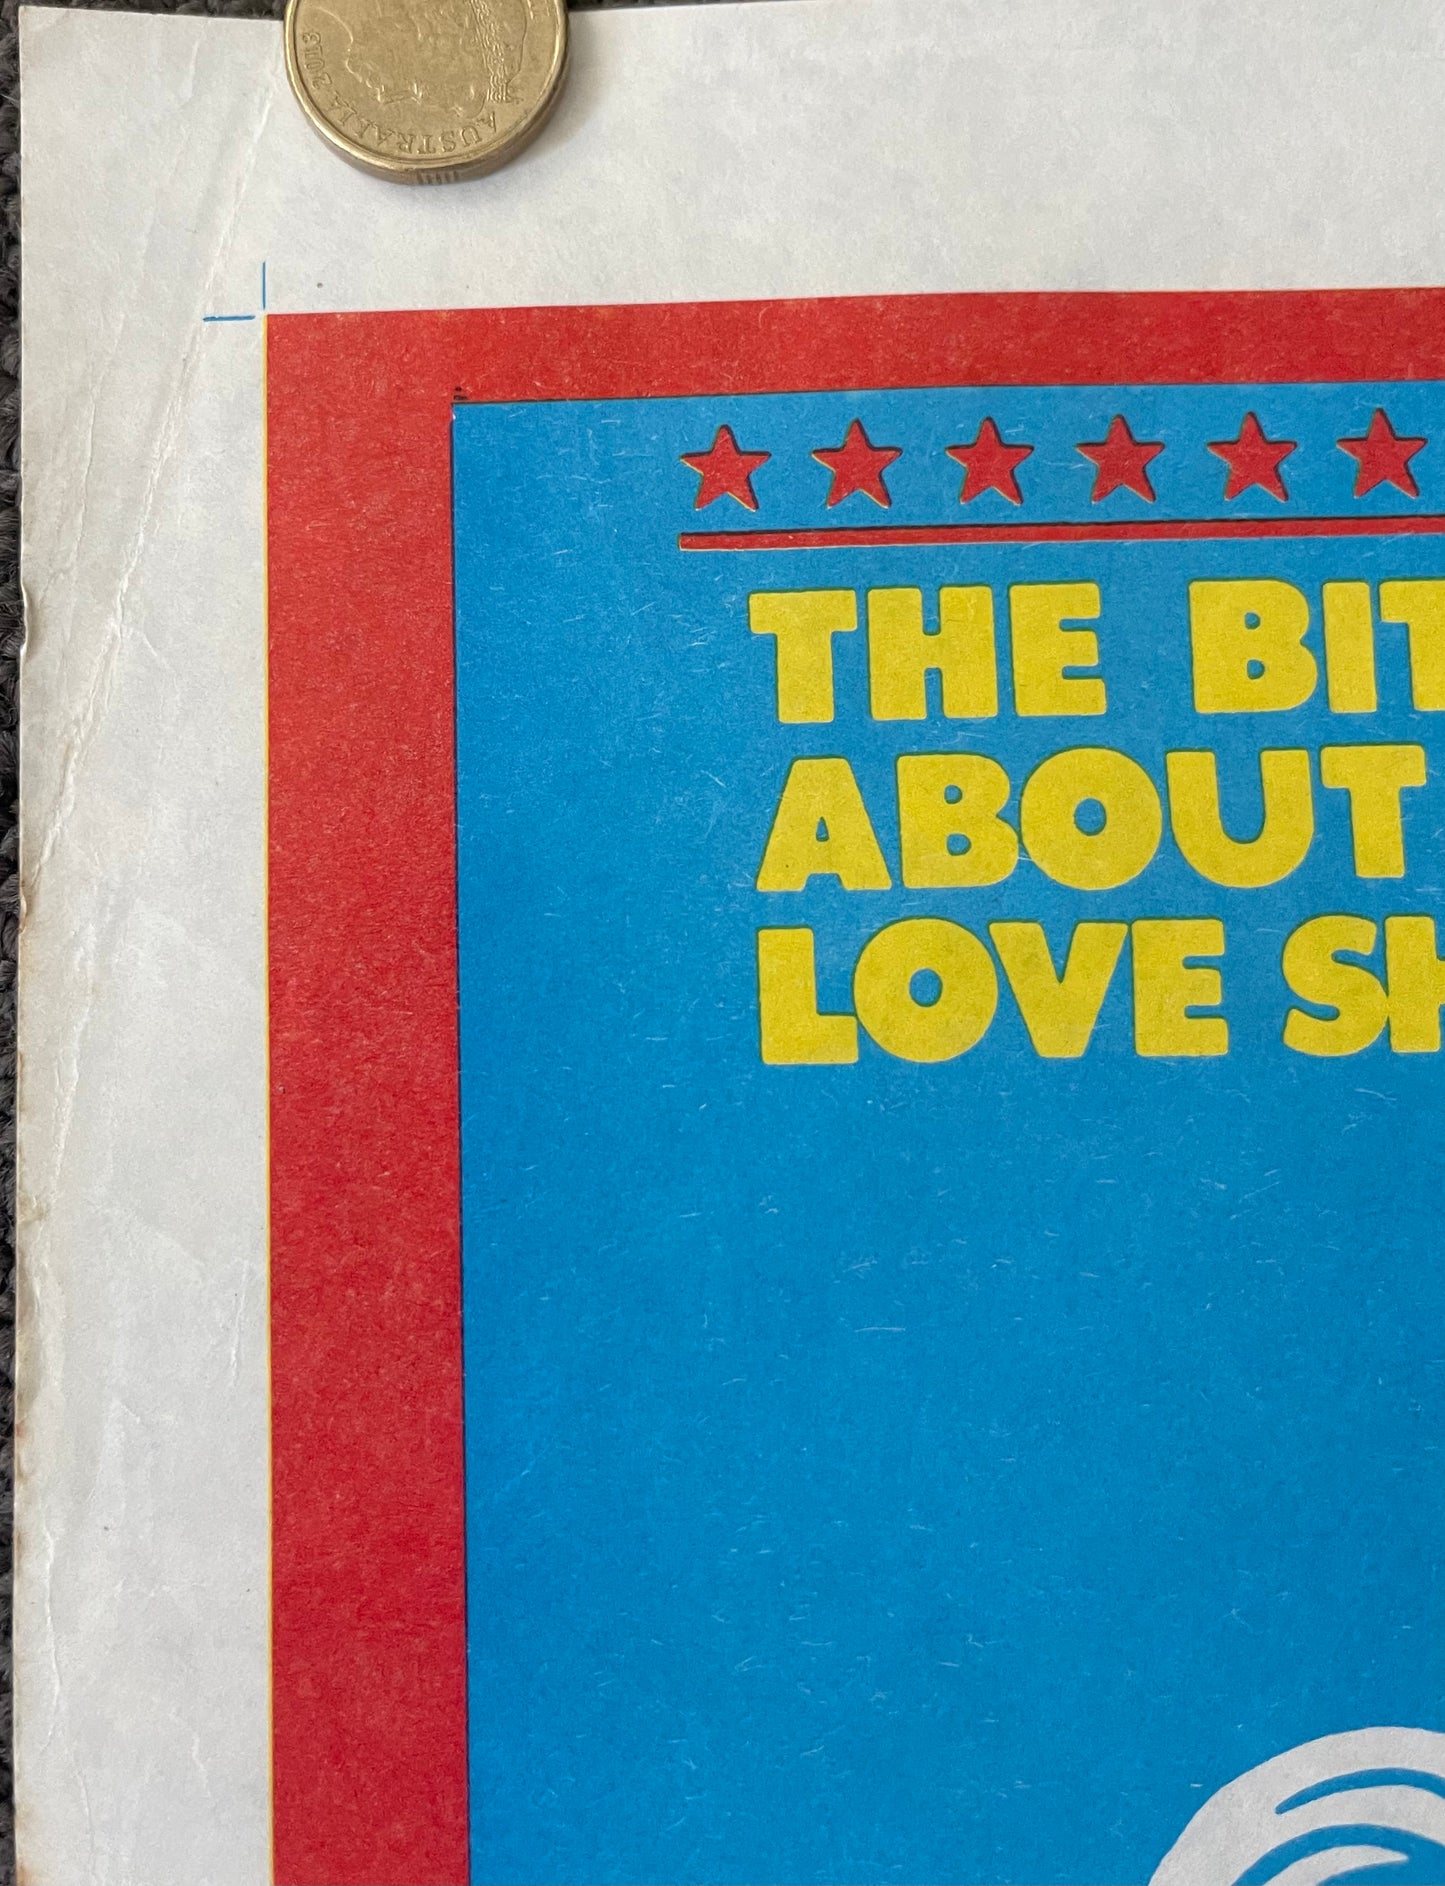 AUSTRALIA 2013
THE BIT
ABOUT
LOVE SH